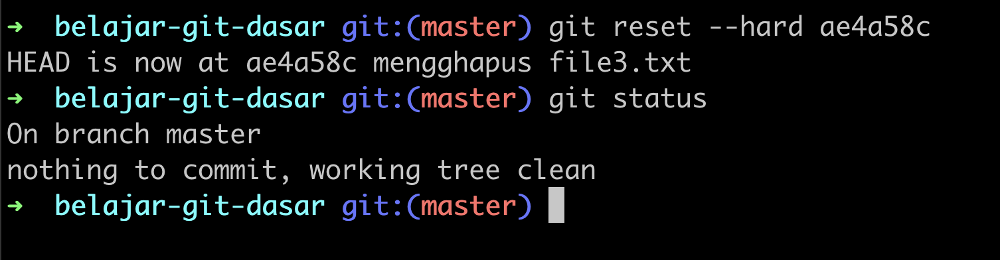 ➜  belajar-git-dasar git:(master) git reset --hard ae4a58c
HEAD is now at ae4a58c mengghapus file3.txt
➜  belajar-git-dasar git:(master) git status
On branch master
nothing to commit, working tree clean
➜  belajar-git-dasar git:(master)